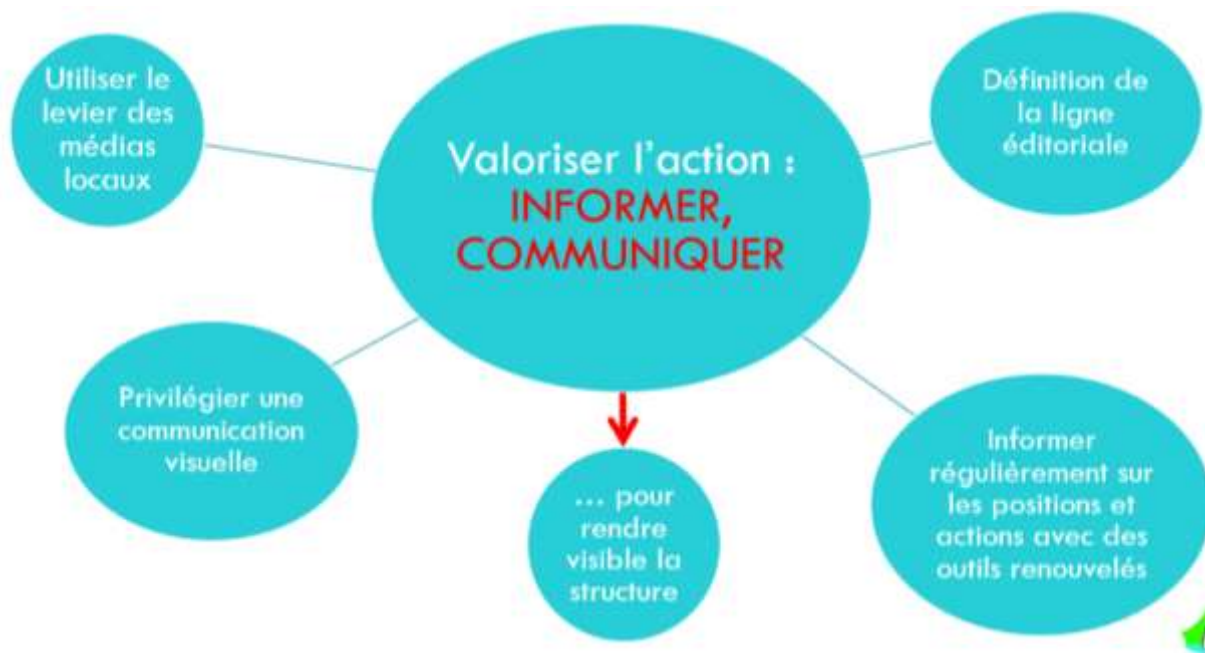 Utiliser le
levier des
médias
locaux
Valoriser l'action :
INFORMER,
COMMUNIQUER
Définition de
la ligne
éditoriale
Privilégier une
communication
visuelle
... pour
rendre
visible la
structure
Informer
régulièrement sur
les positions et
actions avec des
outils renouvelés